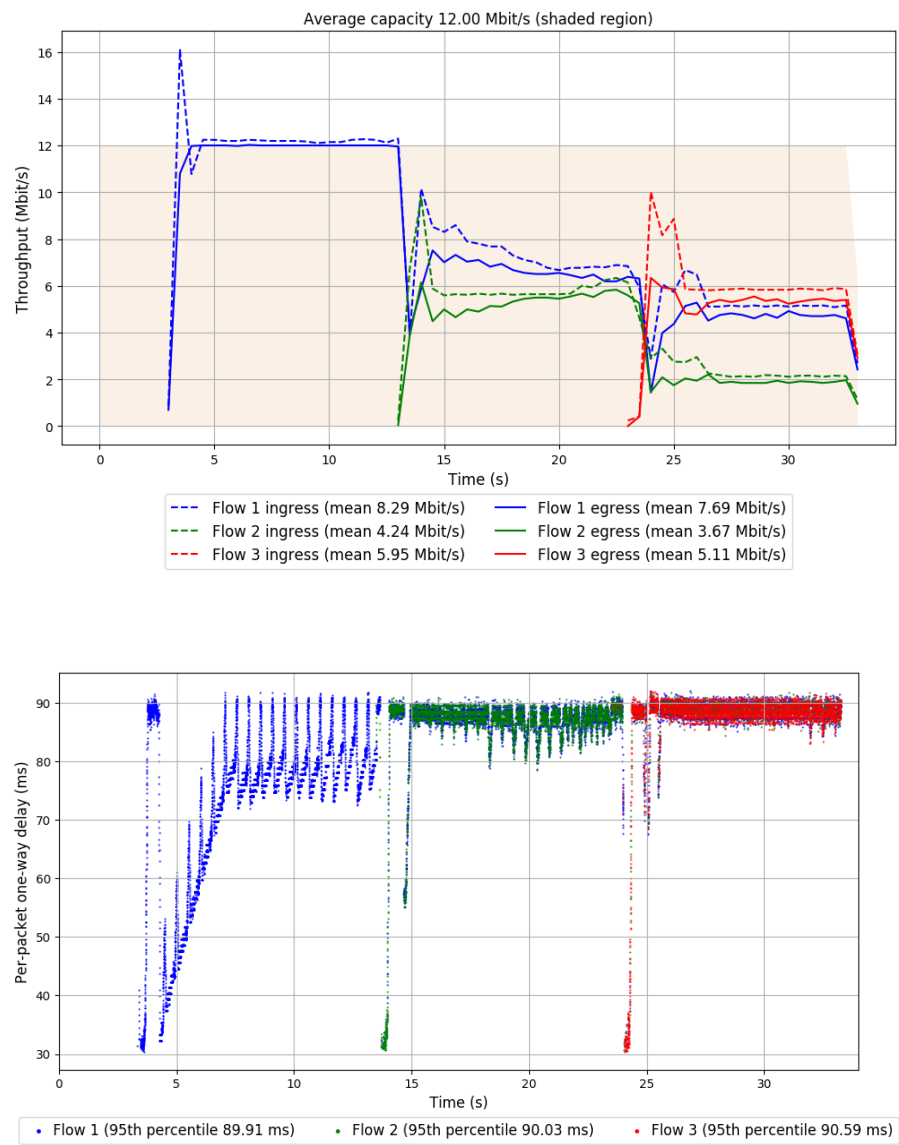 Average capacity 12.00 Mbit/s (shaded region)
16
14
12
10
8
6
4
2
0
Throughput (Mbit/s)
0 5 10 15 20 25 30
Time (s)
Flow 1 ingress (mean 8.29 Mbit/s) Flow 1 egress (mean 7.69 Mbit/s)
Flow 2 ingress (mean 4.24 Mbit/s) Flow 2 egress (mean 3.67 Mbit/s)
Flow 3 ingress (mean 5.95 Mbit/s) Flow 3 egress (mean 5.11 Mbit/s)
90
80
70
60
50
40
30
Per-packet one-way delay (ms)
0 5 10 15 20 25 30
Time (s)
Flow 1 (95th percentile 89.91 ms) Flow 2 (95th percentile 90.03 ms) Flow 3 (95th percentile 90.59 ms)